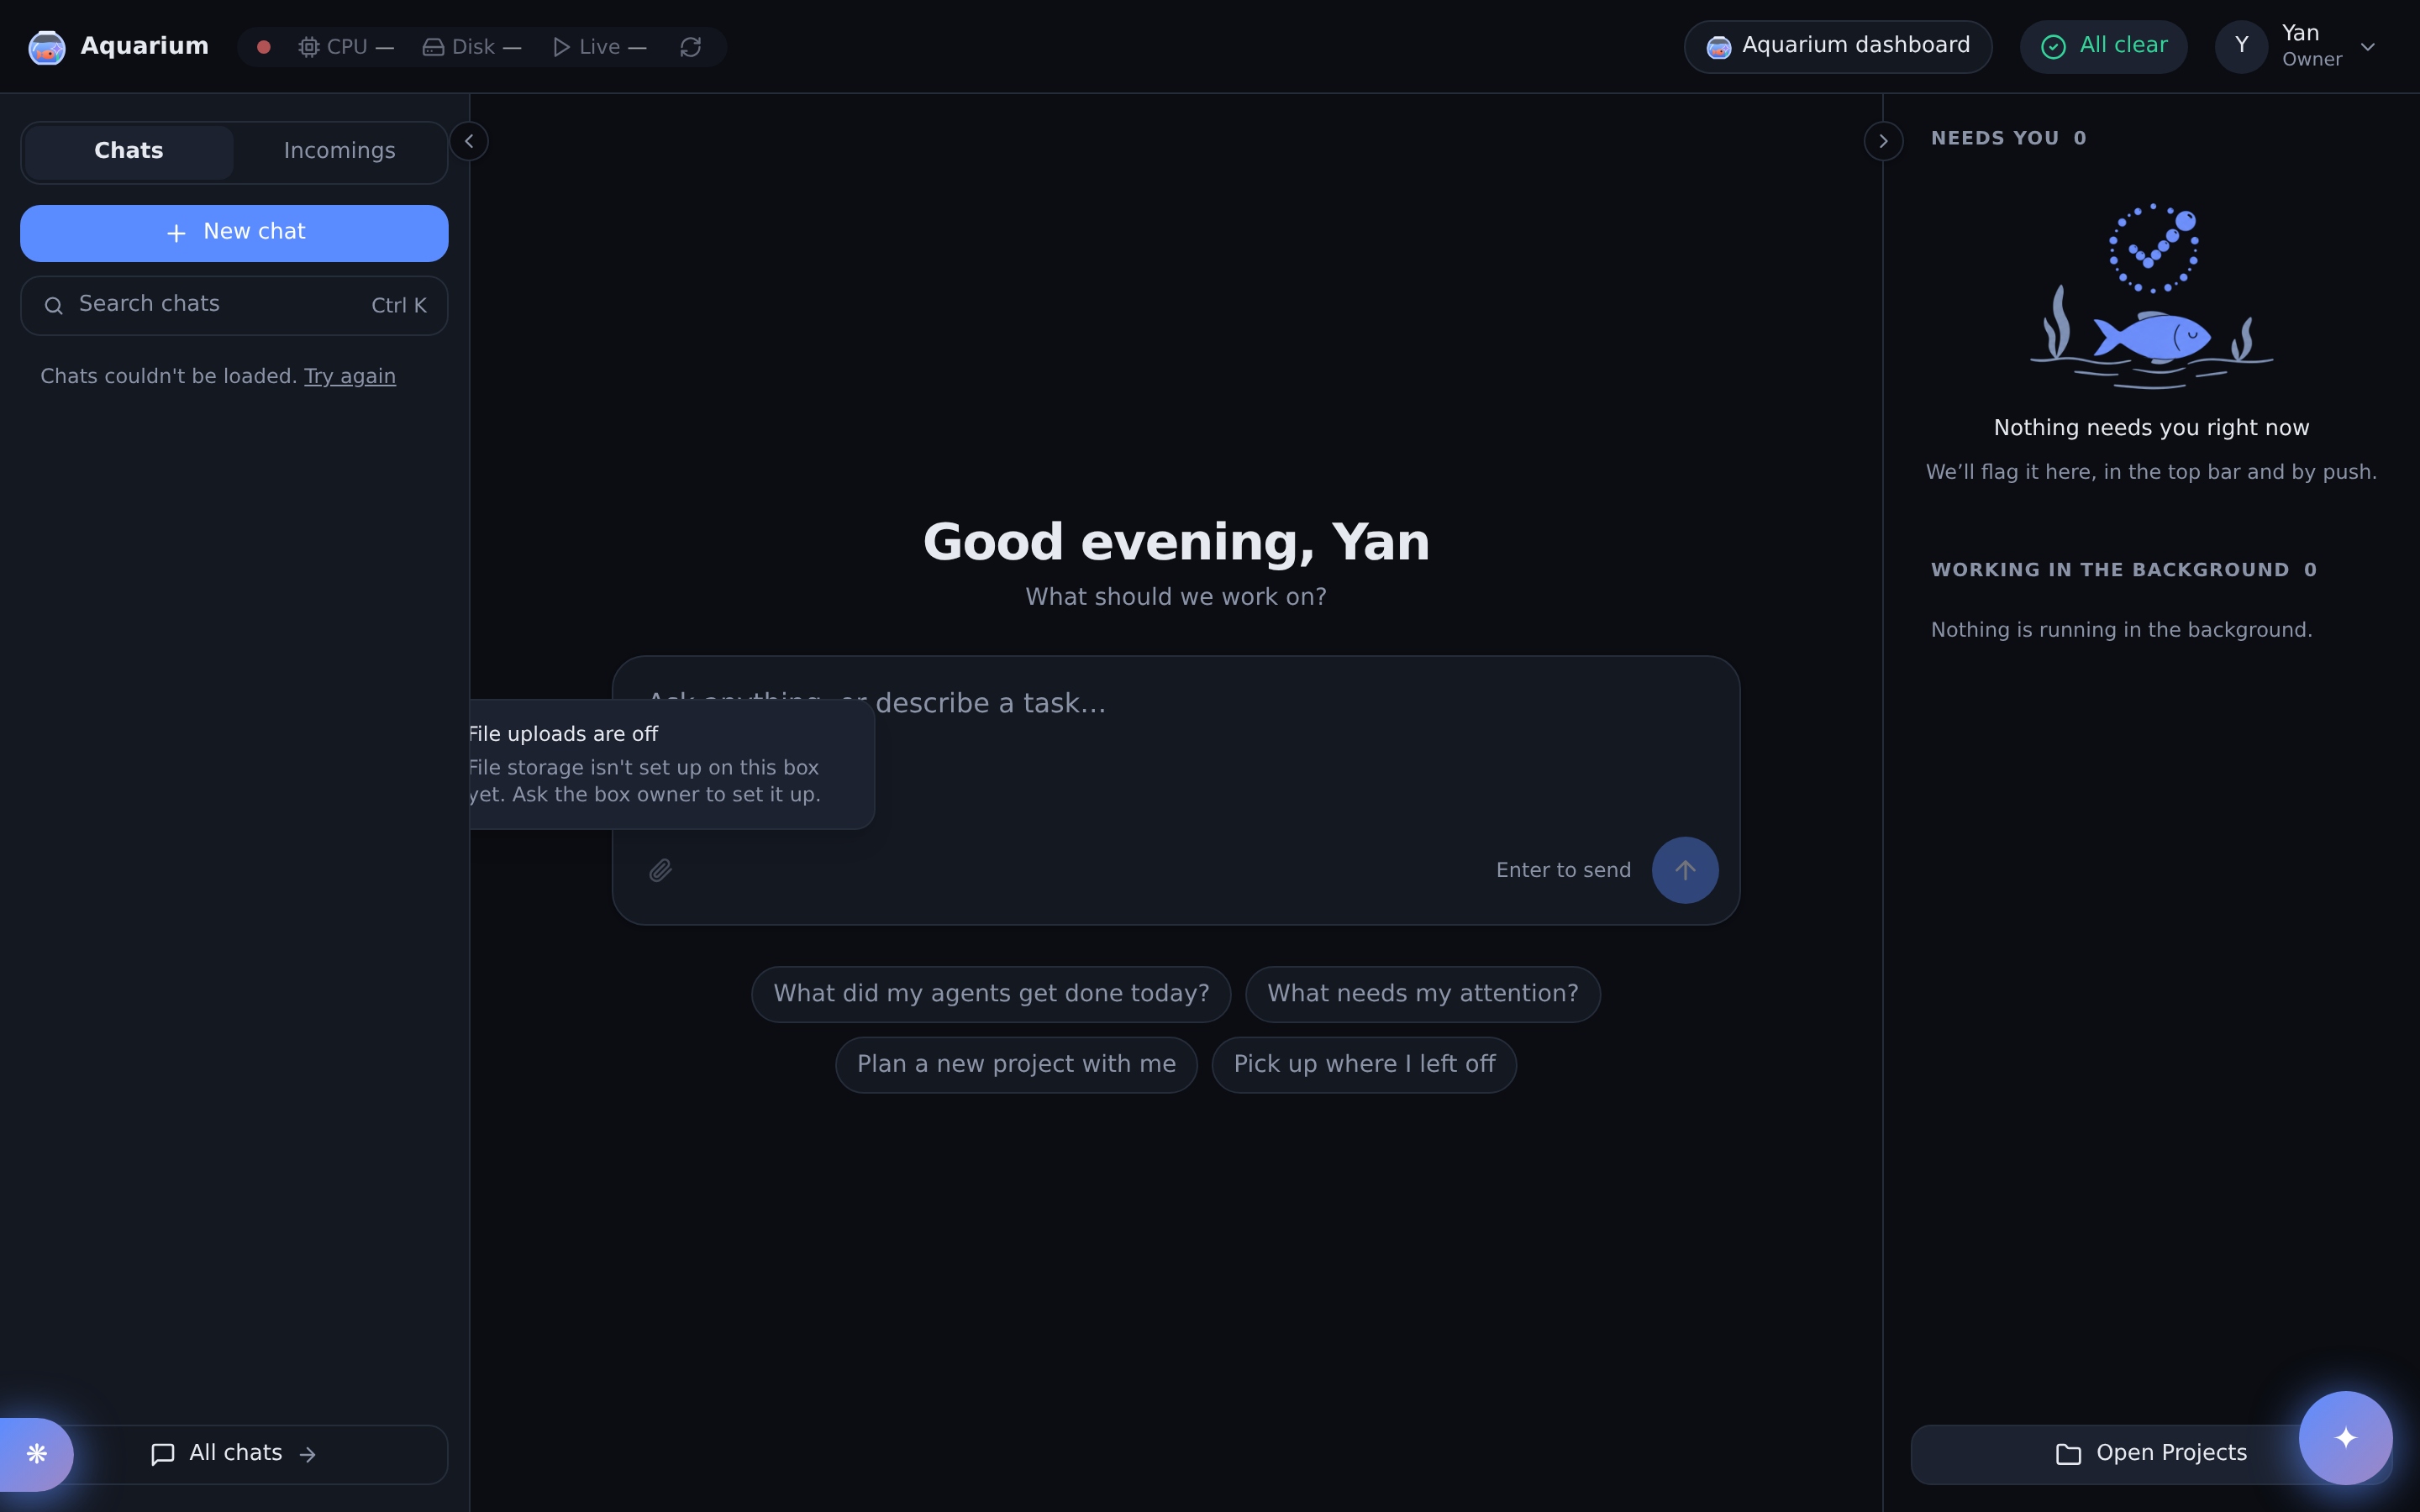 Aquarium
CPU —
Disk —
Live —
Aquarium dashboard
All clear
Y
Yan
Owner
Chats
Incomings
New chat
Search chats
Ctrl K
Chats couldn't be loaded. Try again
All chats
Good evening, Yan
What should we work on?
Ask anything, or describe a task...
File uploads are off
File storage isn't set up on this box
yet. Ask the box owner to set it up.
Enter to send
What did my agents get done today?
What needs my attention?
Plan a new project with me
Pick up where I left off
NEEDS YOU 0
Nothing needs you right now
We’ll flag it here, in the top bar and by push.
WORKING IN THE BACKGROUND 0
Nothing is running in the background.
Open Projects